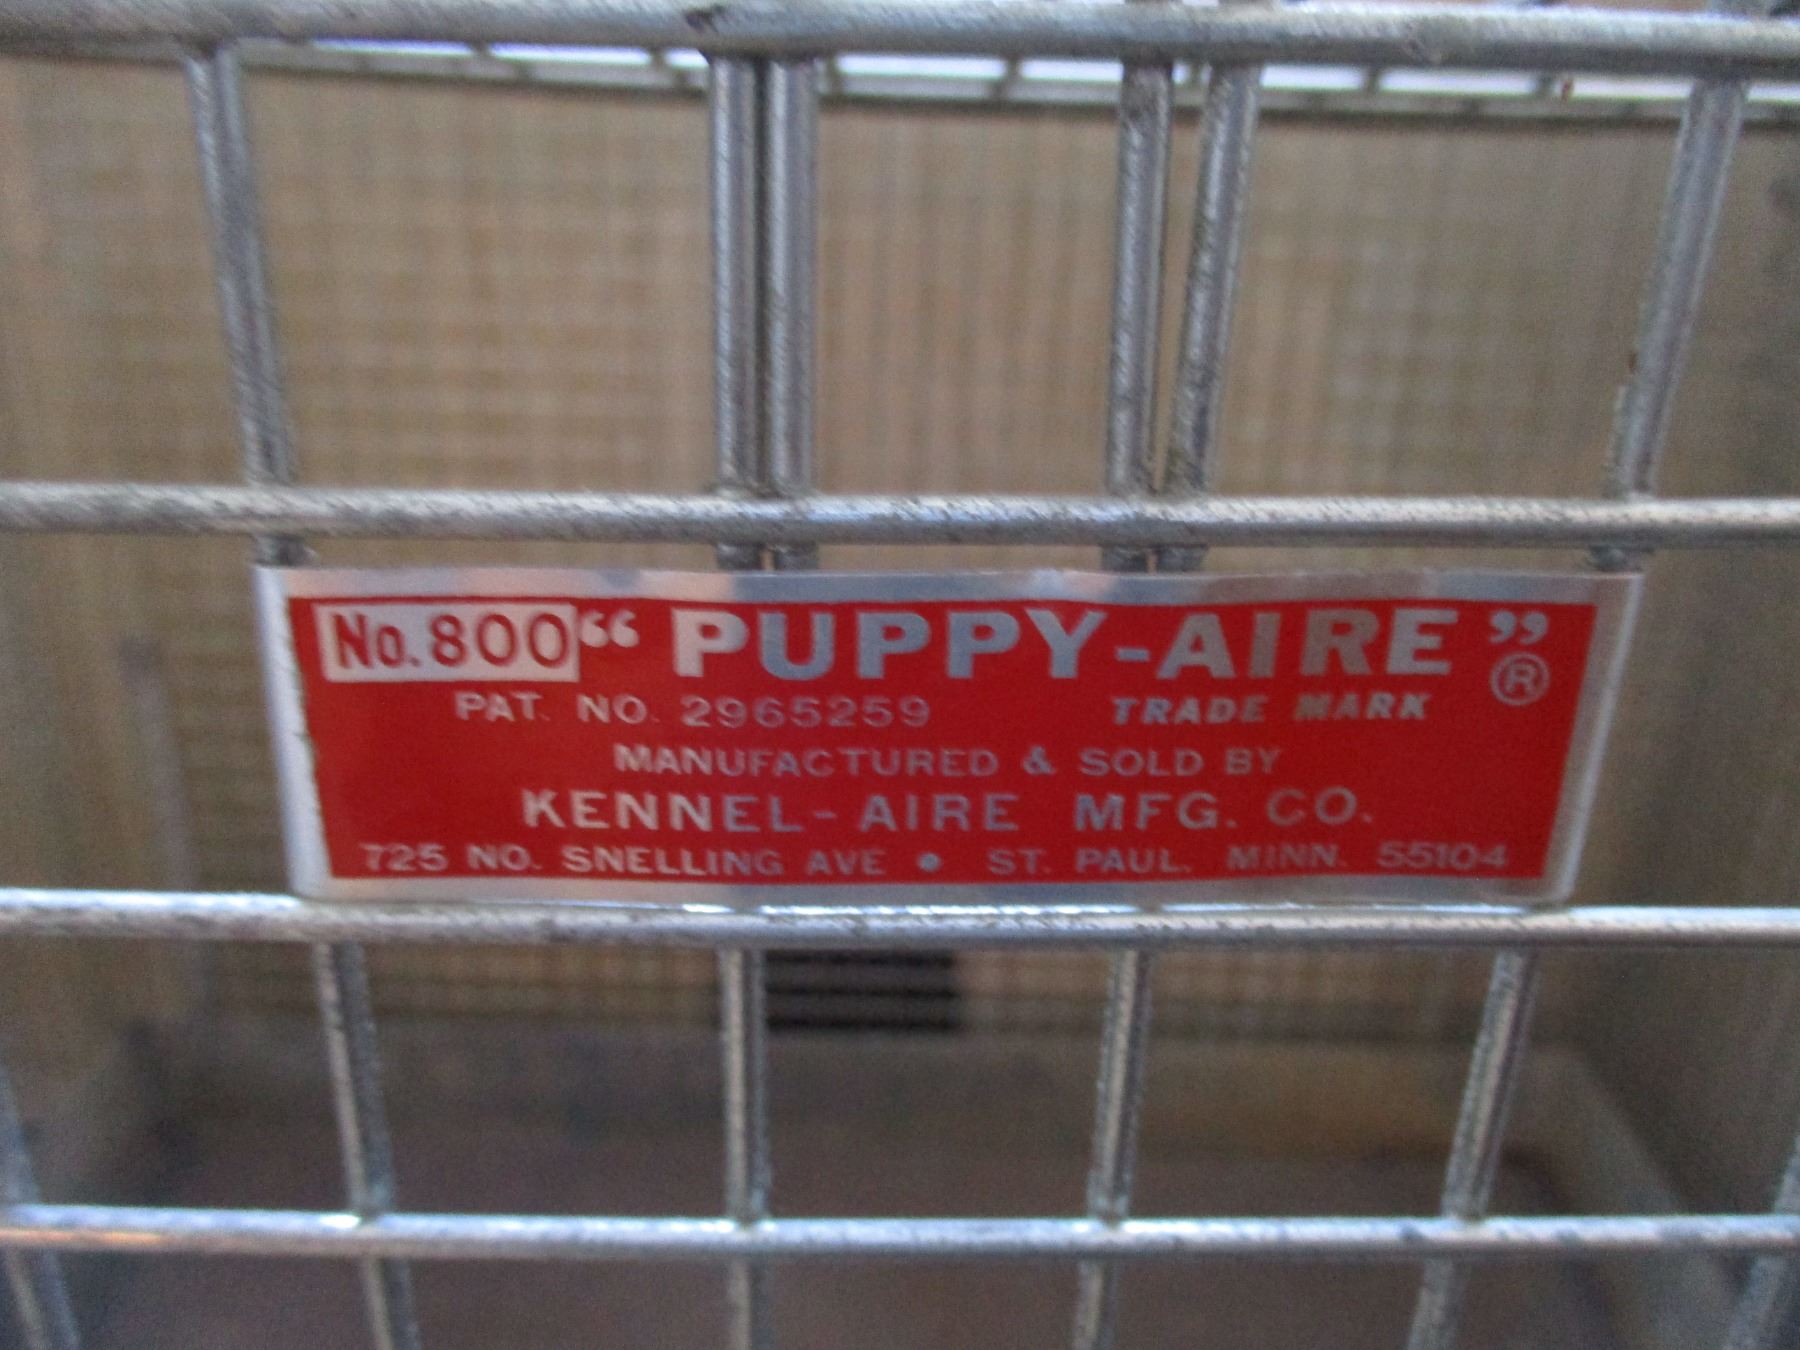 No. 800 “ PUPPY-AIRE ” ®
PAT. NO. 2965259 TRADE MARK
MANUFACTURED & SOLD BY
KENNEL-AIRE MFG. CO.
725 NO. SNELLING AVE • ST. PAUL. MINN. 55104